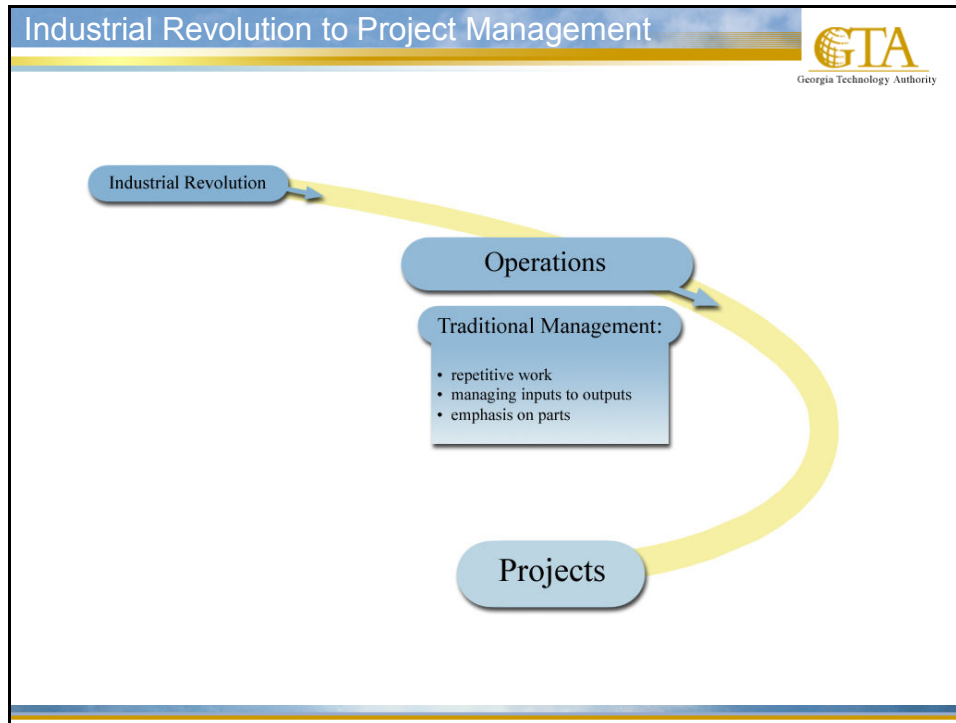 Industrial Revolution to Project Management
GTA
Georgia Technology Authority
Industrial Revolution
Operations
Traditional Management:
• repetitive work
• managing inputs to outputs
• emphasis on parts
Projects